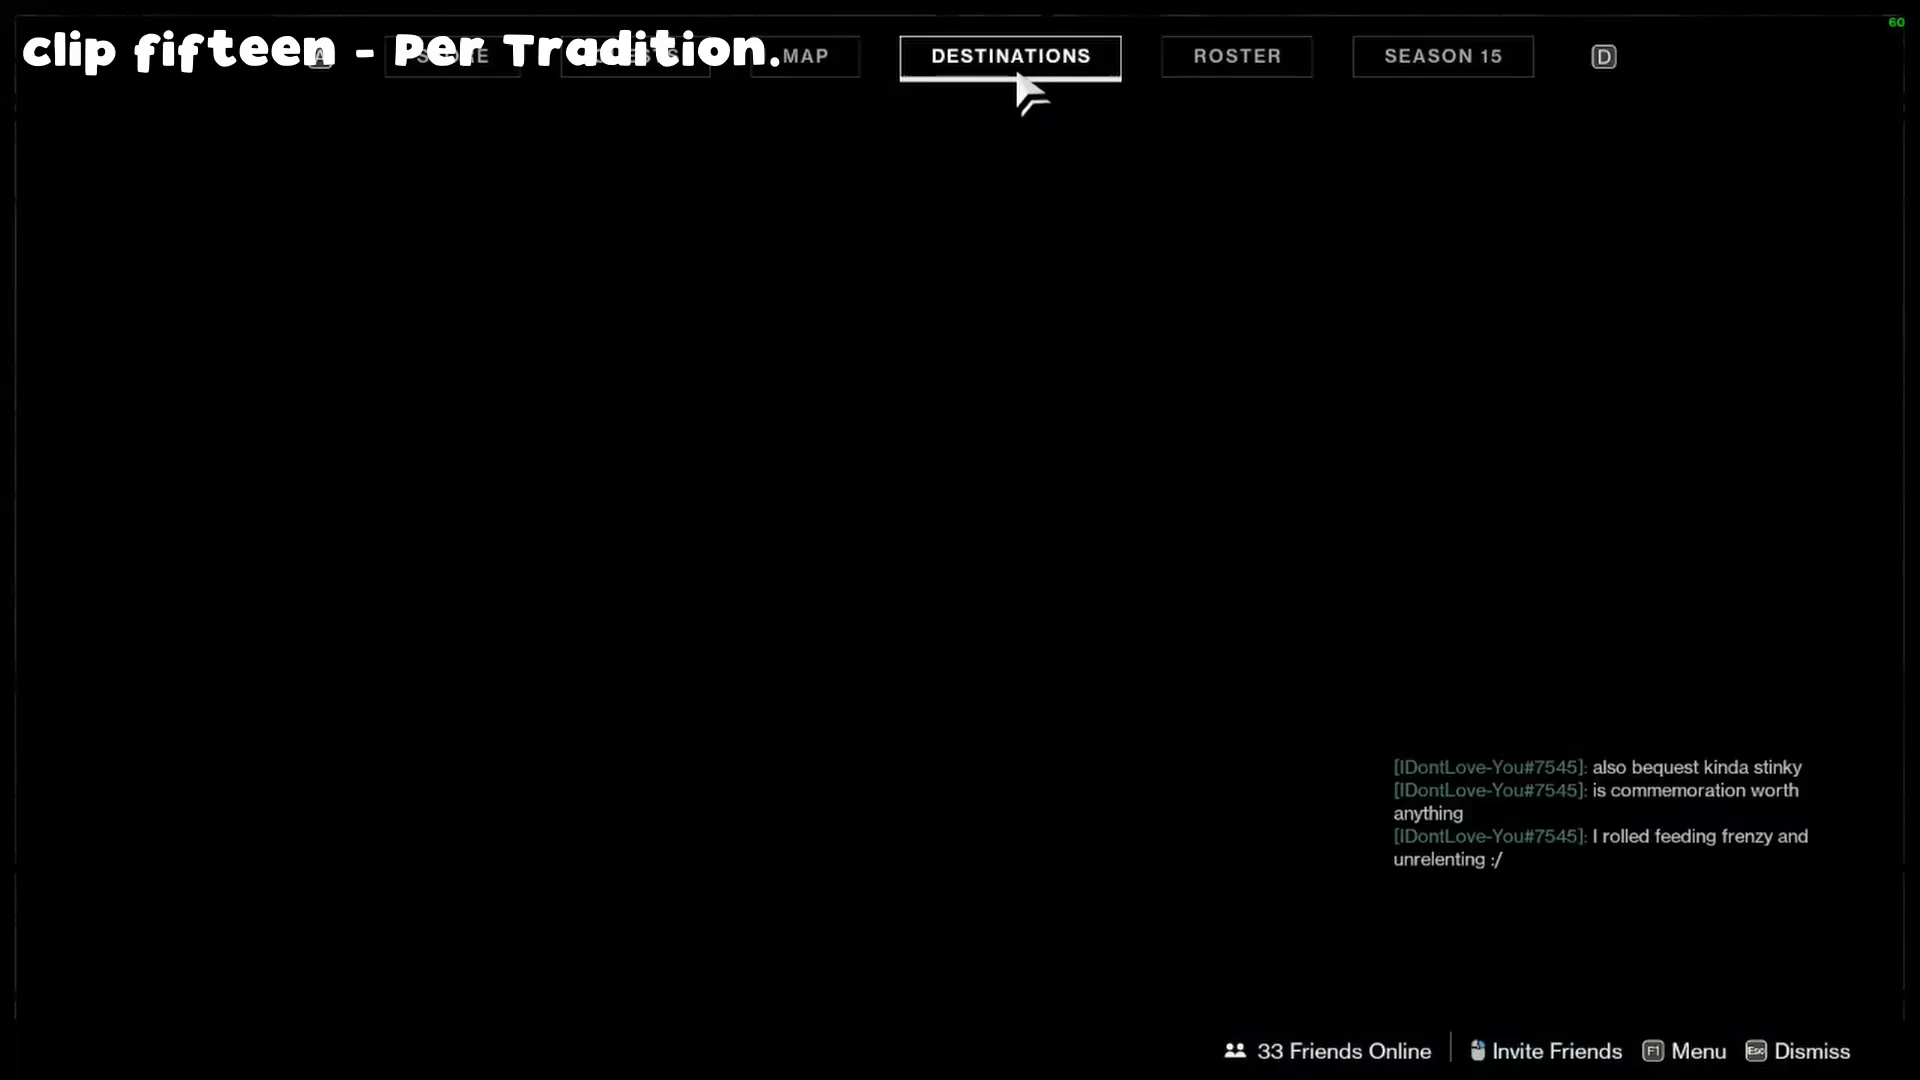 60
clip fifteen - Per Tradition.
MAP
DESTINATIONS
ROSTER
SEASON 15
D
[IDontLove-You#7545]: also bequest kinda stinky
[IDontLove-You#7545]: is commemoration worth
anything
[IDontLove-You#7545]: I rolled feeding frenzy and
unrelenting :/
33 Friends Online
Invite Friends
F1 Menu
Esc Dismiss